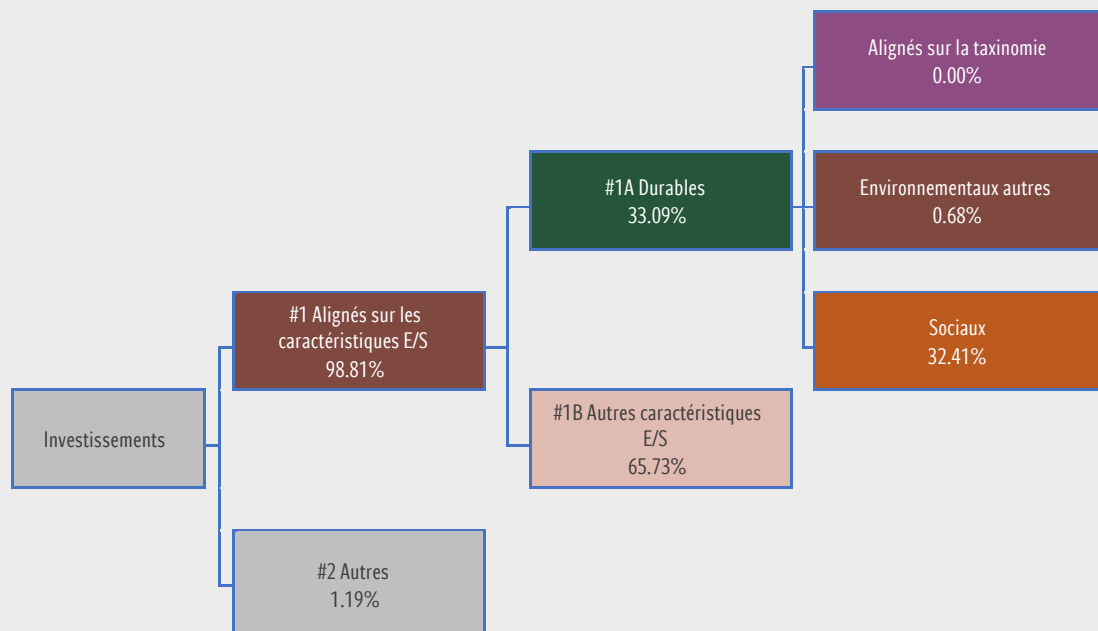 Investissements
#1 Alignés sur les
caractéristiques E/S
98.81%
#2 Autres
1.19%
#1A Durables
33.09%
#1B Autres caractéristiques
E/S
65.73%
Alignés sur la taxinomie
0.00%
Environnementaux autres
0.68%
Sociaux
32.41%